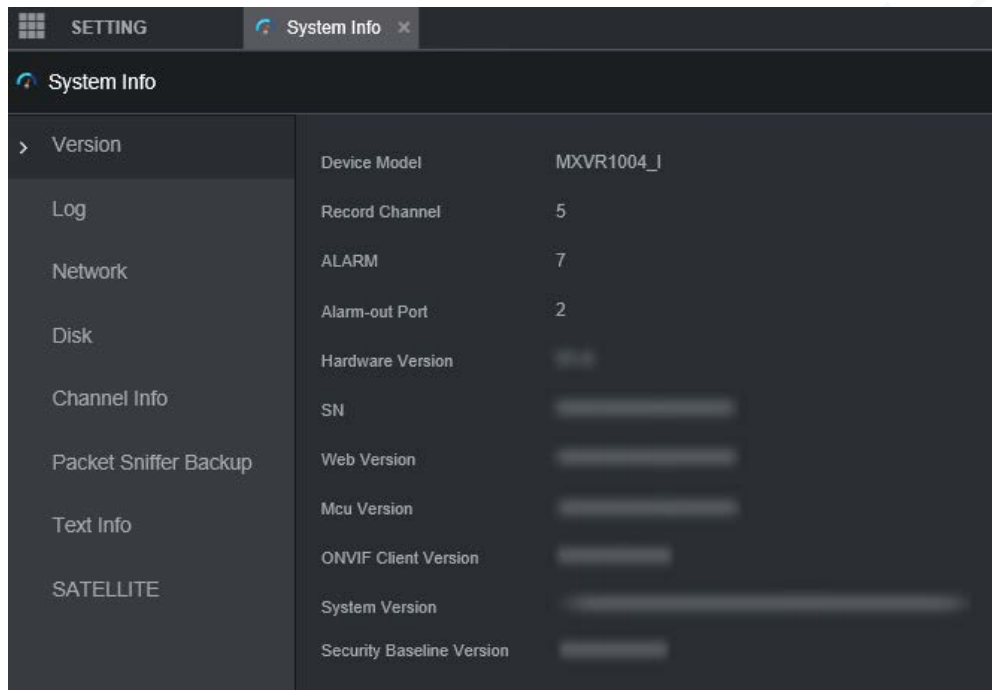 SETTING
System Info ×
System Info
> Version
Log
Network
Disk
Channel Info
Packet Sniffer Backup
Text Info
SATELLITE
Device Model MXVR1004_I
Record Channel 5
ALARM 7
Alarm-out Port 2
Hardware Version
SN
Web Version
Mcu Version
ONVIF Client Version
System Version
Security Baseline Version